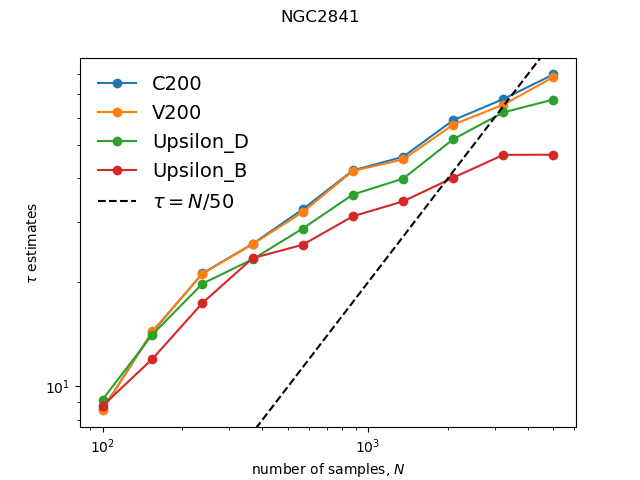 NGC2841
C200
V200
Upsilon_D
Upsilon_B
τ = N/50
τ estimates
10¹
10² 10³
number of samples, N